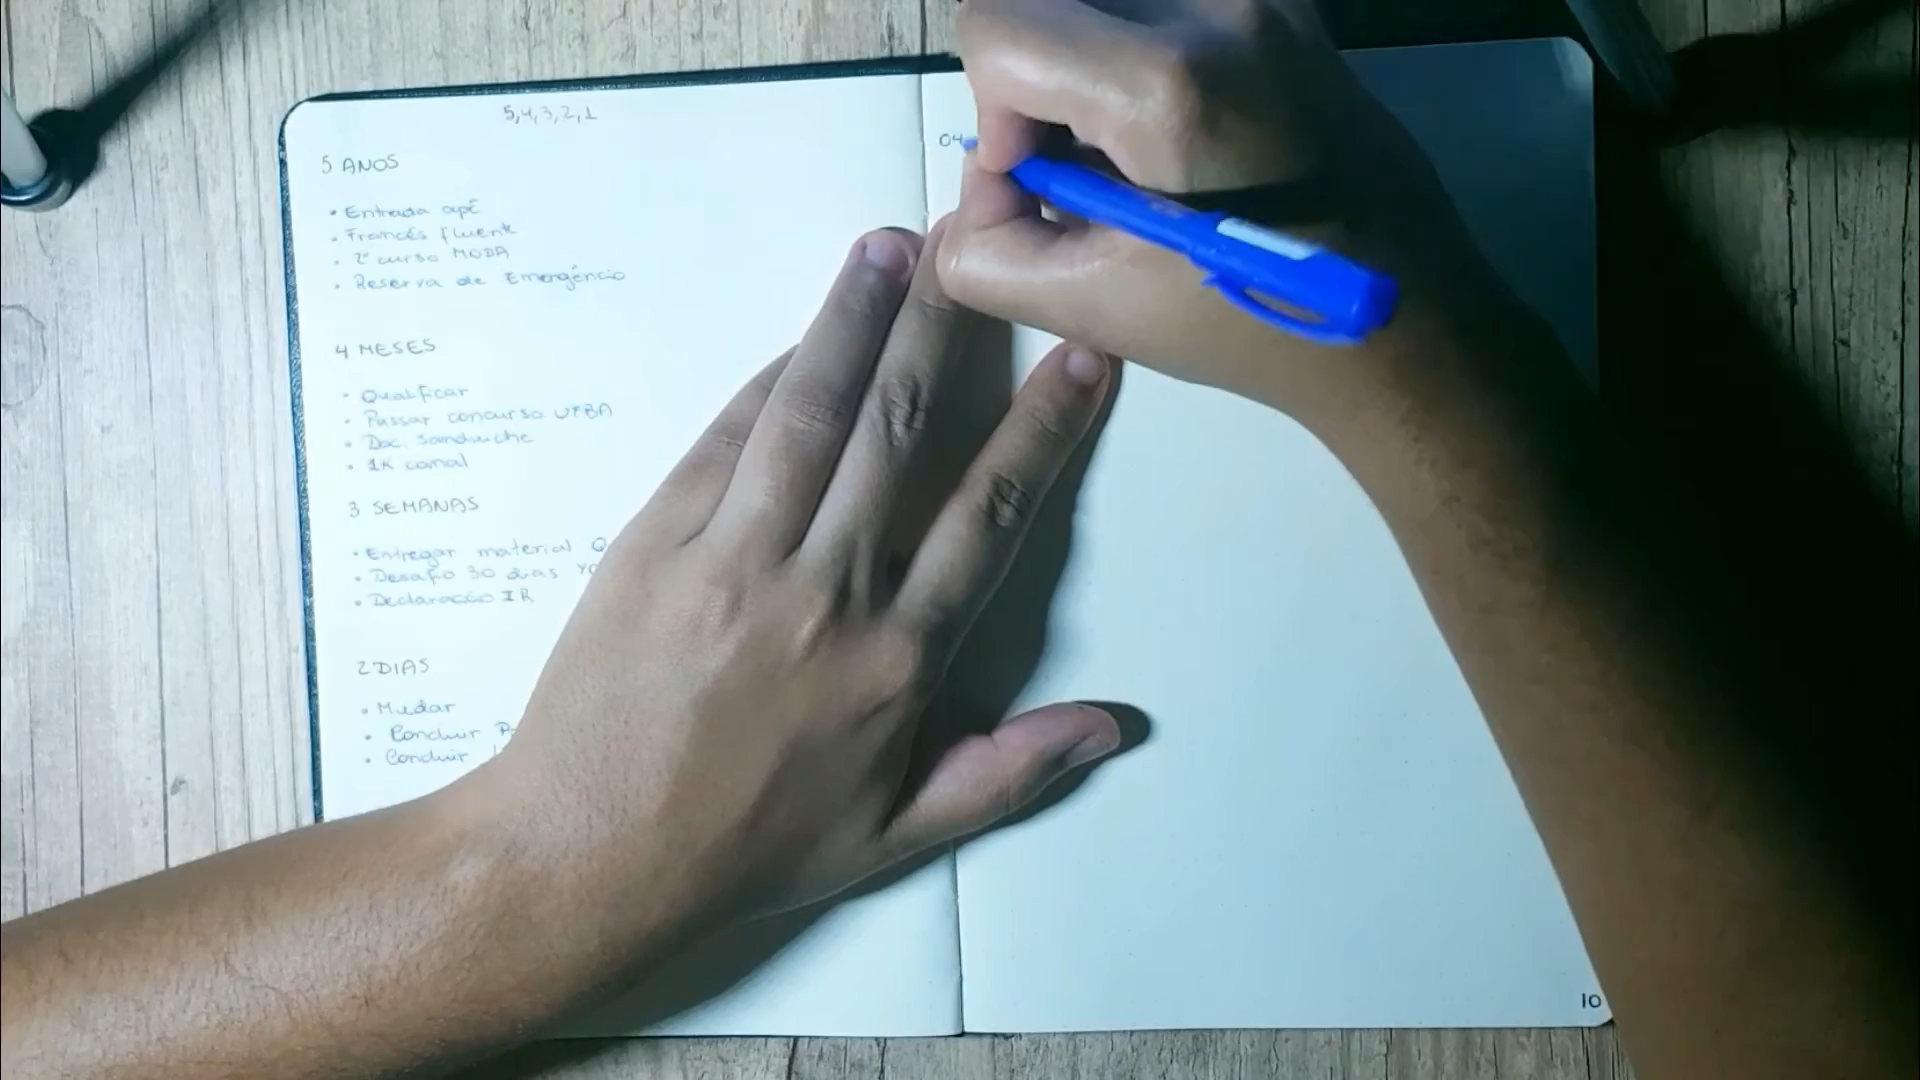 5,4,3,2,1
5 ANOS
• Entrada apê
• Francês fluente
• 2º curso MODA
• Reserva de Emergência
4 MESES
• Qualificar
• Passar concurso UFBA
• Doc. Sanduiche
• 1K canal
3 SEMANAS
• Entregar material
• Desafio 30 dias
• Declaração IR
2 DIAS
• Mudar
• Concluir
• Concluir
04
10